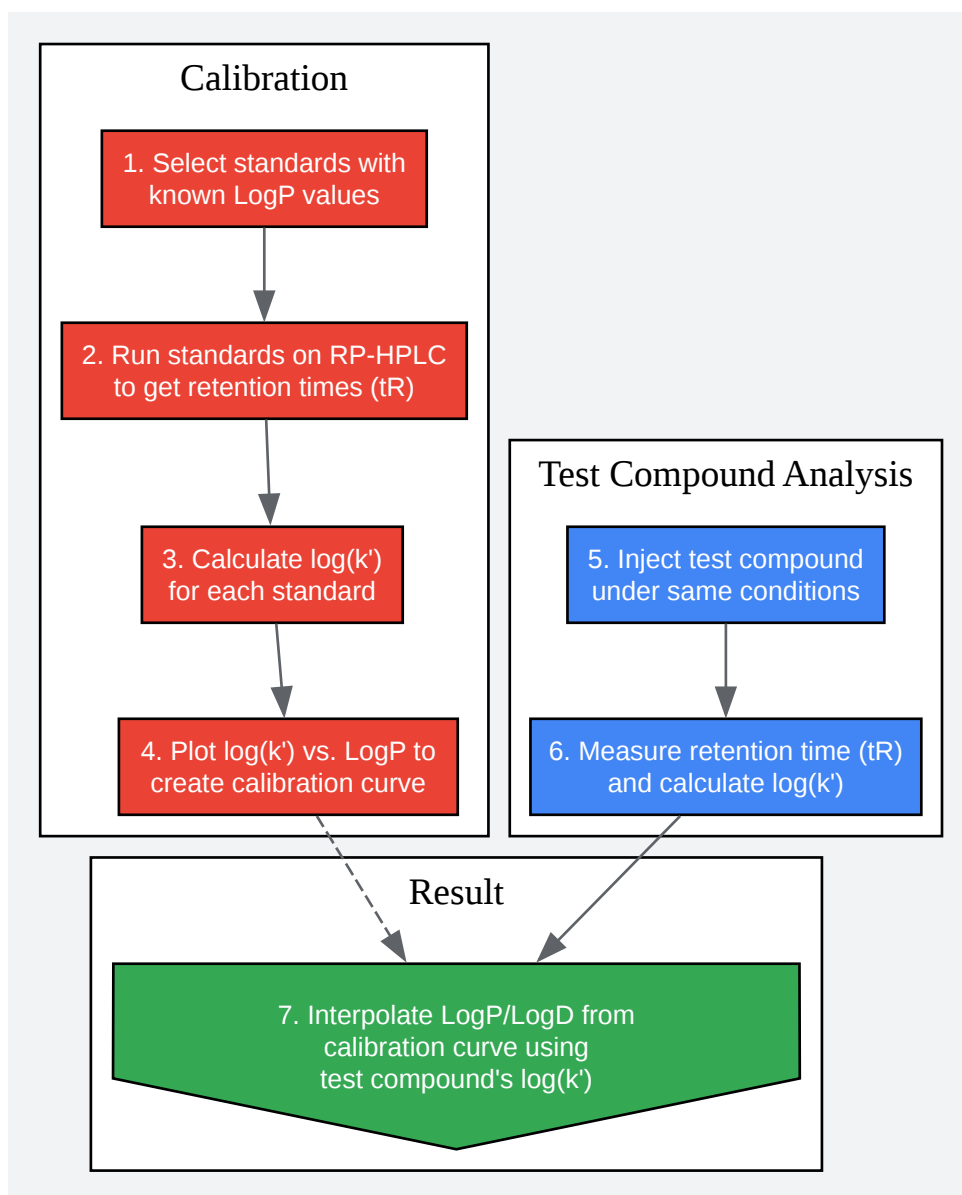 Calibration
1. Select standards with
known LogP values
2. Run standards on RP-HPLC
to get retention times (tR)
3. Calculate log(k')
for each standard
4. Plot log(k') vs. LogP to
create calibration curve
Test Compound Analysis
5. Inject test compound
under same conditions
6. Measure retention time (tR)
and calculate log(k')
Result
7. Interpolate LogP/LogD from
calibration curve using
test compound's log(k')